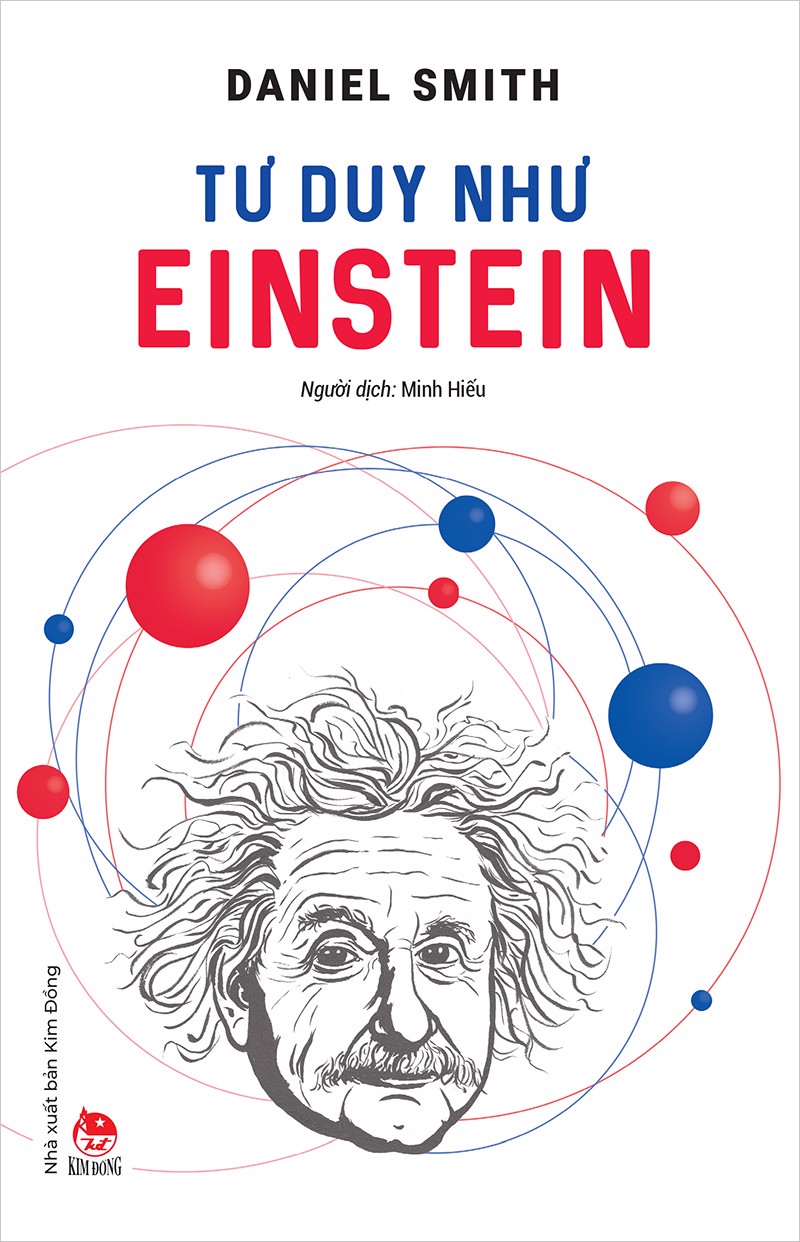 DANIEL SMITH
TƯ DUY NHƯ
EINSTEIN
Người dịch: Minh Hiếu
Nhà xuất bản Kim Đồng
KIM ĐỒNG